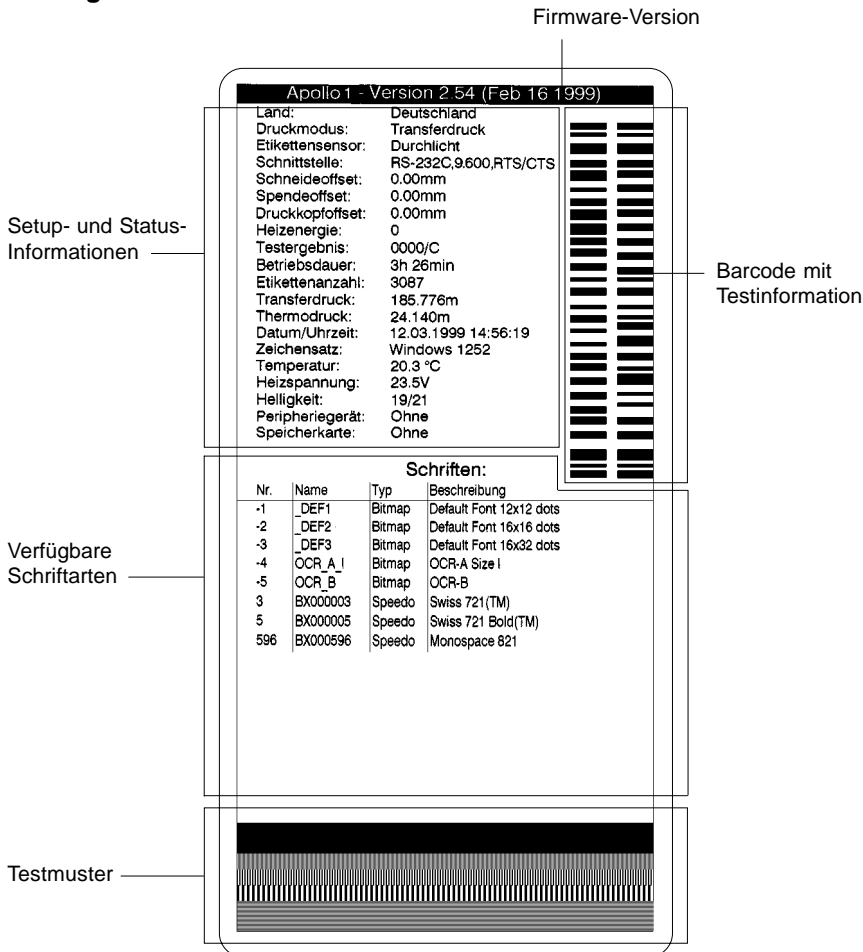 Firmware-Version
Apollo 1 - Version 2.54 (Feb 16 1999)
Land: Deutschland
Druckmodus: Transferdruck
Etikettensensor: Durchlicht
Schnittstelle: RS-232C,9.600,RTS/CTS
Schneideoffset: 0.00mm
Spendeoffset: 0.00mm
Druckkopfoffset: 0.00mm
Heizenergie: 0
Testergebnis: 0000/C
Betriebsdauer: 3h 26min
Etikettenanzahl: 3087
Transferdruck: 185.776m
Thermodruck: 24.140m
Datum/Uhrzeit: 12.03.1999 14:56:19
Zeichensatz: Windows 1252
Temperatur: 20.3 °C
Heizspannung: 23.5V
Helligkeit: 19/21
Peripheriegerät: Ohne
Speicherkarte: Ohne
Setup- und Status-
Informationen
Barcode mit
Testinformation
Schriften:
Nr. Name Typ Beschreibung
-1 _DEF1 Bitmap Default Font 12x12 dots
-2 _DEF2 Bitmap Default Font 16x16 dots
-3 _DEF3 Bitmap Default Font 16x32 dots
-4 OCR_A_I Bitmap OCR-A Size I
-5 OCR_B Bitmap OCR-B
3 BX000003 Speedo Swiss 721(TM)
5 BX000005 Speedo Swiss 721 Bold(TM)
596 BX000596 Speedo Monospace 821
Verfügbare
Schriftarten
Testmuster